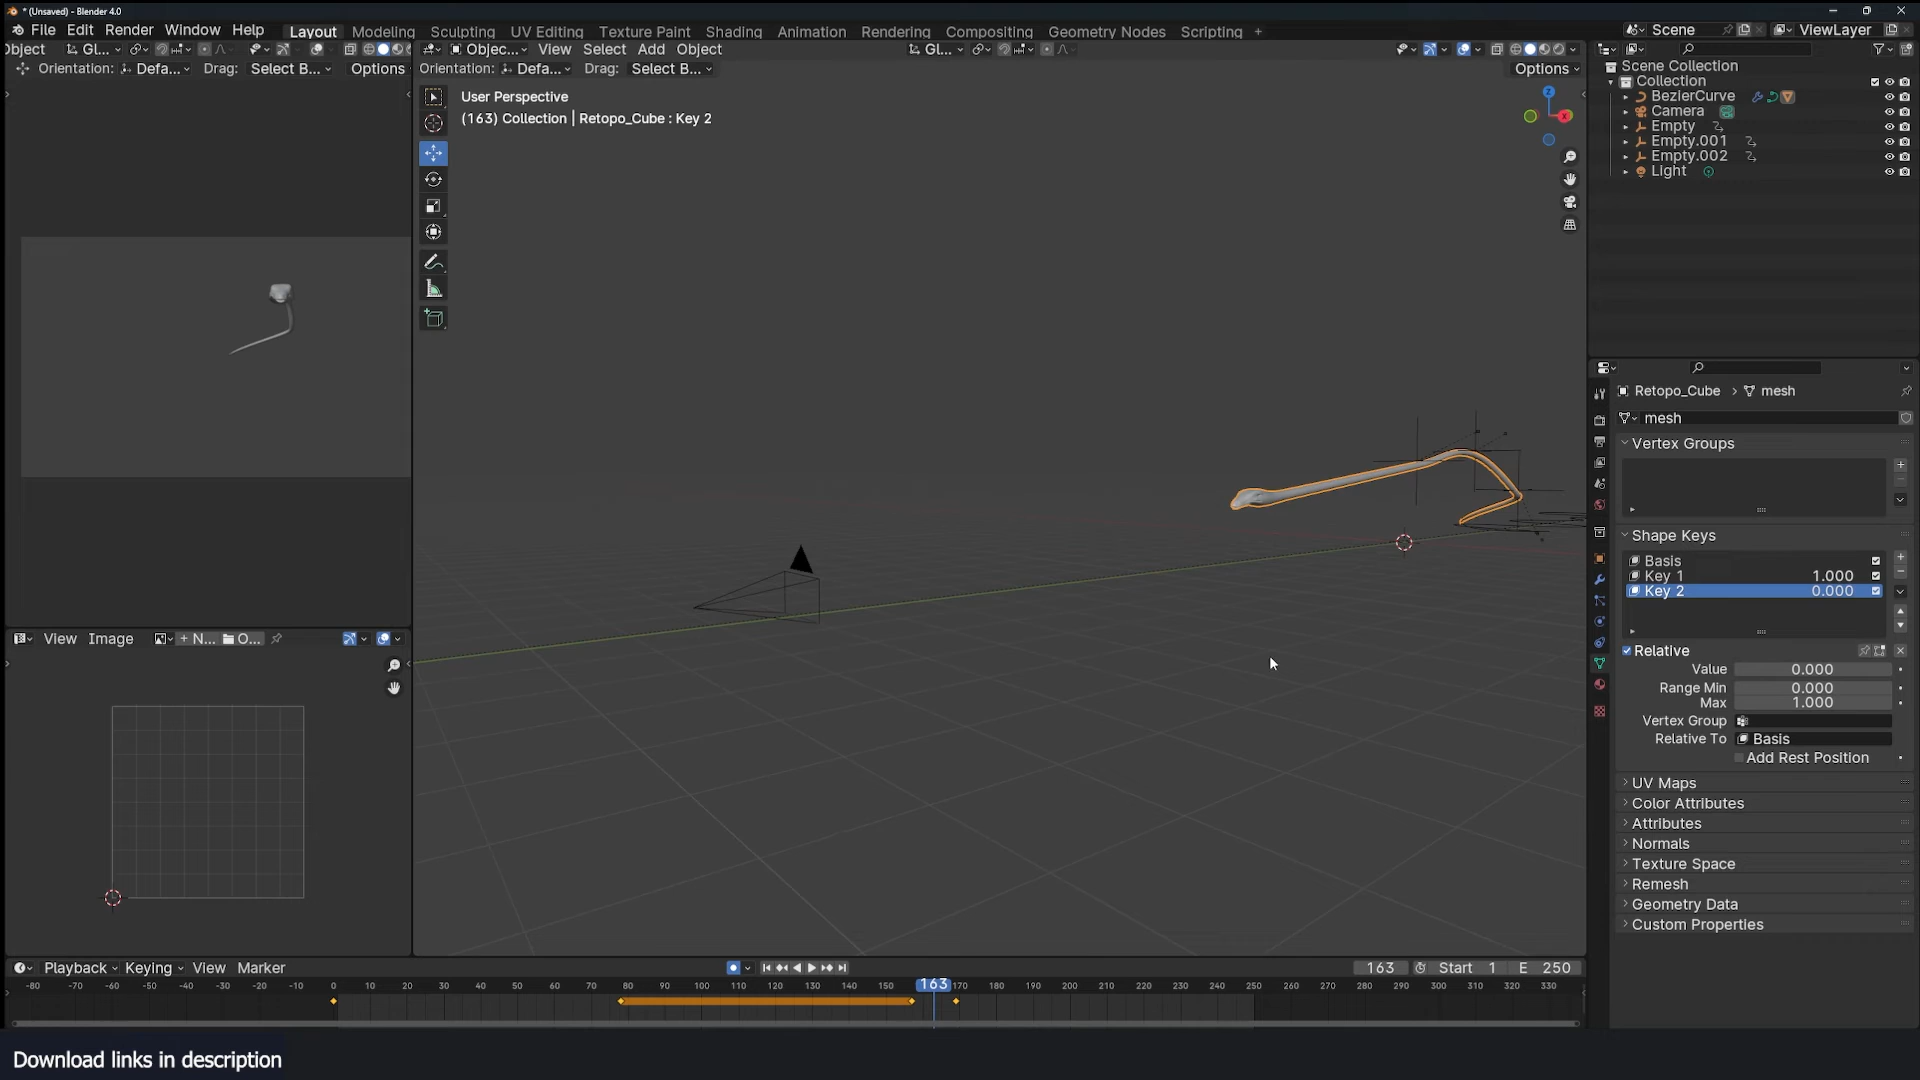 * (Unsaved) - Blender 4.0
File Edit Render Window Help Layout Modeling Sculpting UV Editing Texture Paint Shading Animation Rendering Compositing Geometry Nodes Scripting + Scene ViewLayer
Object Gl... Objec... View Select Add Object Gl...
Orientation: Defa... Drag: Select B... Options Orientation: Defa... Drag: Select B... Options
User Perspective
(163) Collection | Retopo_Cube : Key 2
Z
X
Scene Collection
Collection
BezierCurve
Camera
Empty
Empty.001
Empty.002
Light
Retopo_Cube > mesh
mesh
Vertex Groups
Shape Keys
Basis
Key 1 1.000
Key 2 0.000
Relative
Value 0.000
Range Min 0.000
Max 1.000
Vertex Group
Relative To Basis
Add Rest Position
UV Maps
Color Attributes
Attributes
Normals
Texture Space
Remesh
Geometry Data
Custom Properties
View Image + N... O...
Playback Keying View Marker 163 Start 1 E 250
-80 -70 -60 -50 -40 -30 -20 -10 0 10 20 30 40 50 60 70 80 90 100 110 120 130 140 150 163 170 180 190 200 210 220 230 240 250 260 270 280 290 300 310 320 330
Download links in description